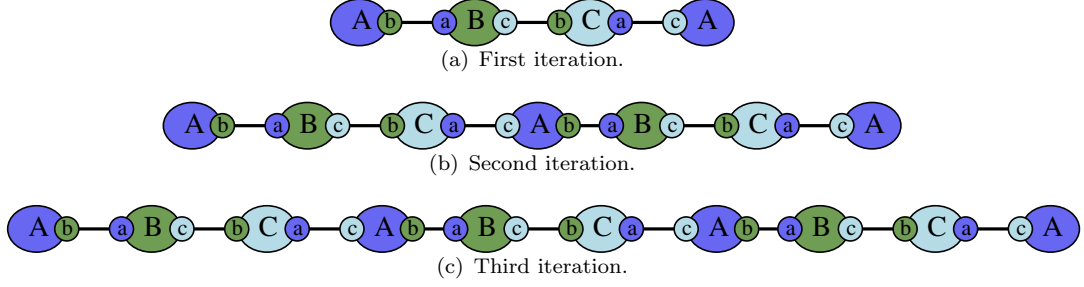 A b a B c b C a c A
(a) First iteration.
A b a B c b C a c A b a B c b C a c A
(b) Second iteration.
A b a B c b C a c A b a B c b C a c A b a B c b C a c A
(c) Third iteration.